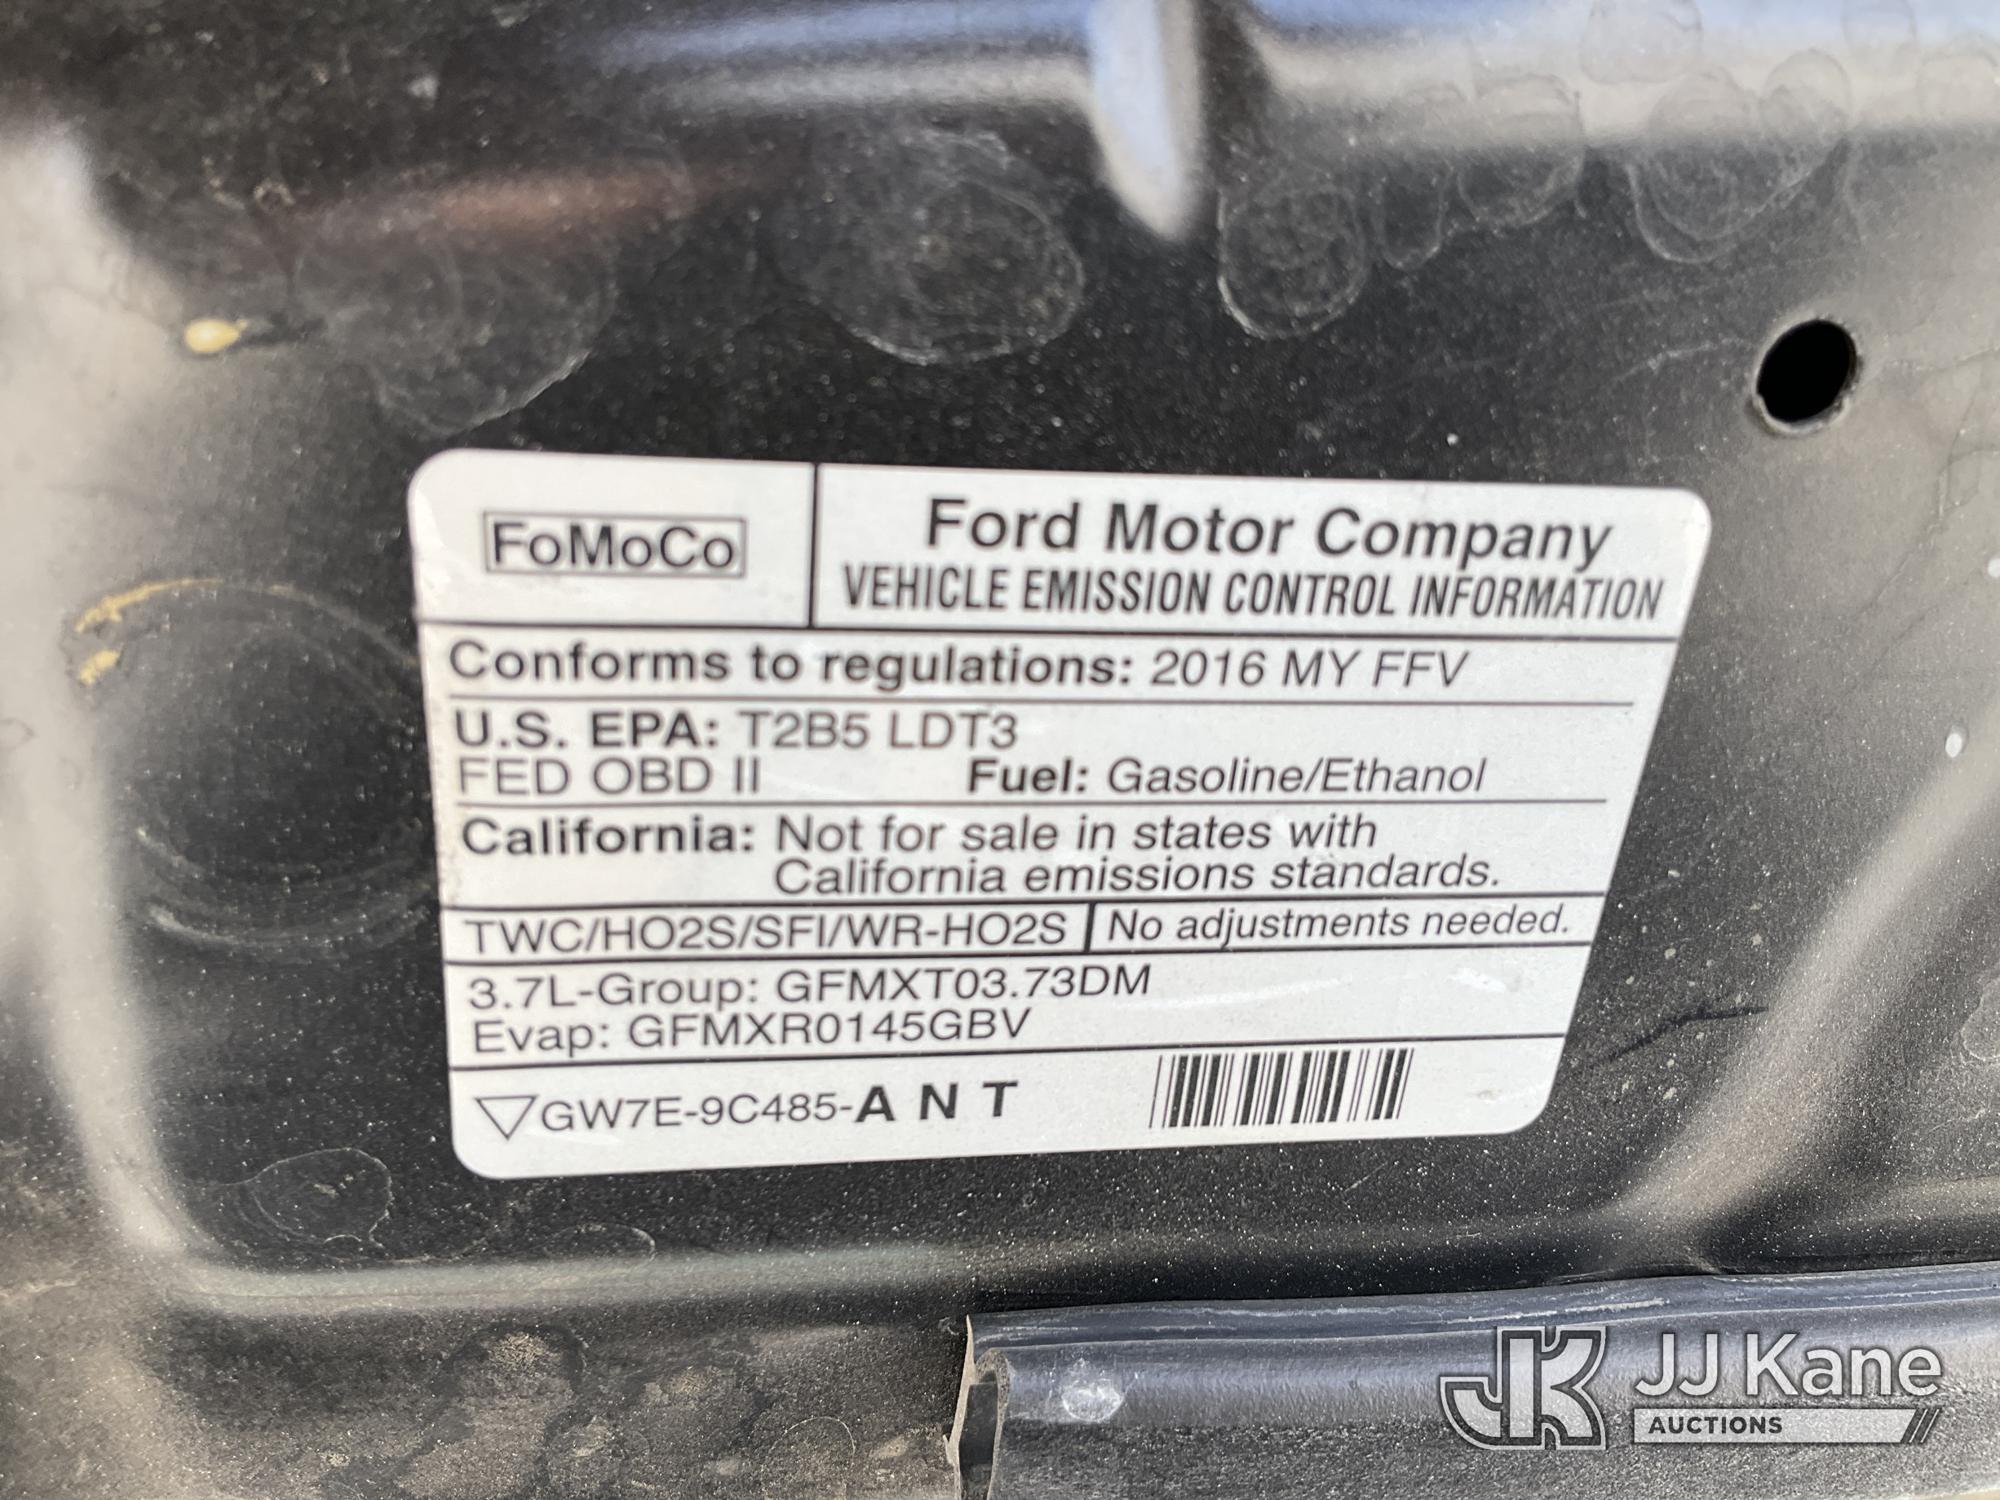 FoMoCo
Ford Motor Company
VEHICLE EMISSION CONTROL INFORMATION
Conforms to regulations: 2016 MY FFV
U.S. EPA: T2B5 LDT3
FED OBD II Fuel: Gasoline/Ethanol
California: Not for sale in states with
California emissions standards.
TWC/HO2S/SFI/WR-HO2S No adjustments needed.
3.7L-Group: GFMXT03.73DM
Evap: GFMXR0145GBV
GW7E-9C485-ANT
JK JJ Kane
AUCTIONS